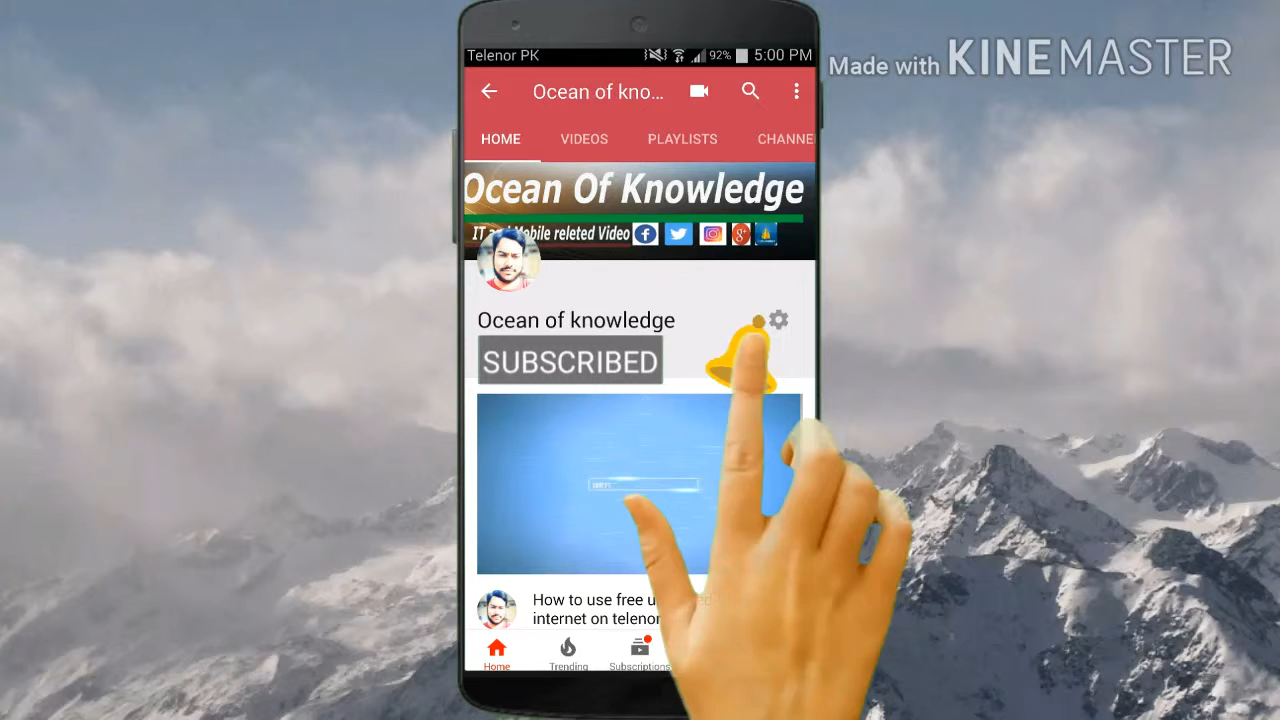 Telenor PK 92% 5:00 PM
Made with KINEMASTER
Ocean of kno...
HOME VIDEOS PLAYLISTS CHANNE
Ocean Of Knowledge
IT and Mobile releted Video
Ocean of knowledge
SUBSCRIBED
How to use free u
internet on telenor
Home Trending Subscriptions